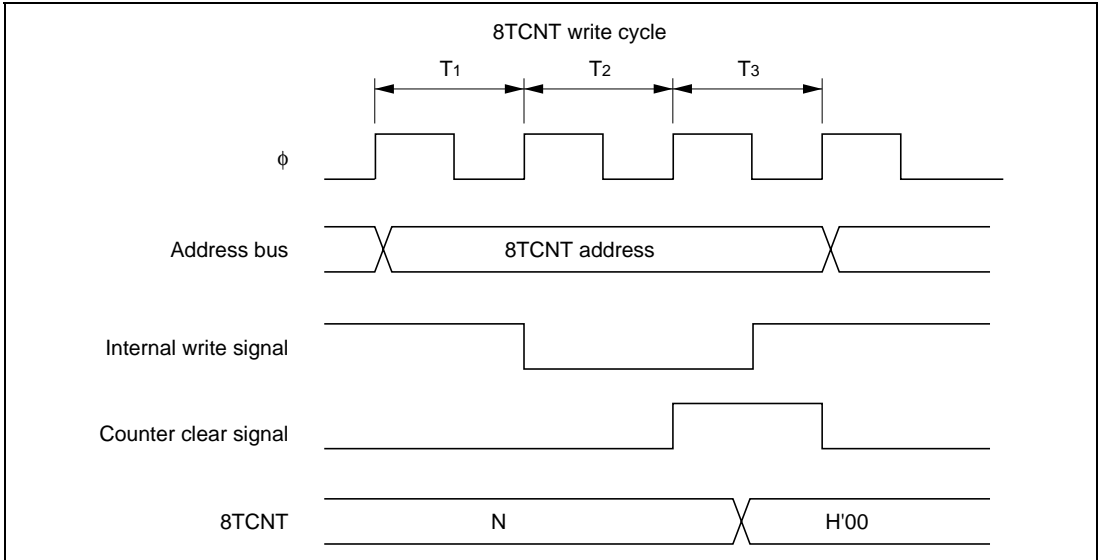 8TCNT write cycle
T1 T2 T3
ϕ
Address bus 8TCNT address
Internal write signal
Counter clear signal
8TCNT N H'00